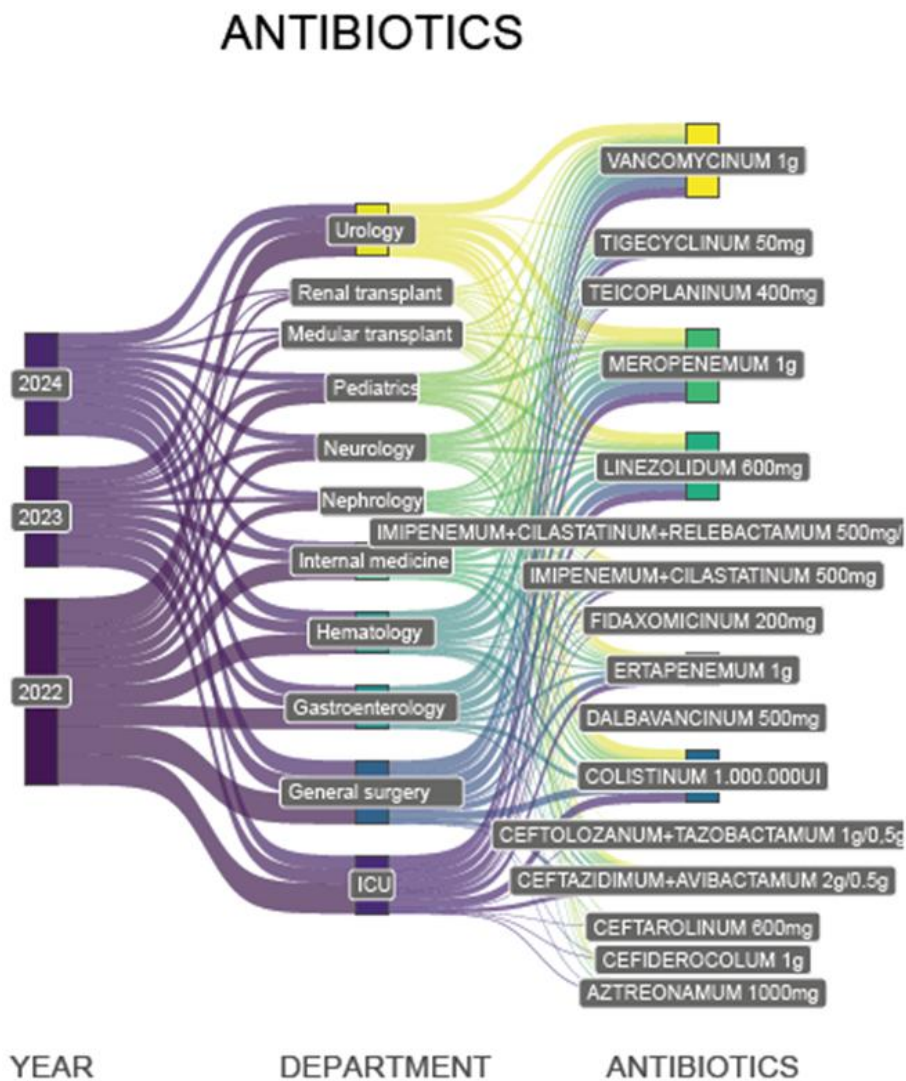 ANTIBIOTICS
2024
2023
2022
Urology
Renal transplant
Medular transplant
Pediatrics
Neurology
Nephrology
Internal medicine
Hematology
Gastroenterology
General surgery
ICU
VANCOMYCINUM 1g
TIGECYCLINUM 50mg
TEICOPLANINUM 400mg
MEROPENEMUM 1g
LINEZOLIDUM 600mg
IMIPENEMUM+CILASTATINUM+RELEBACTAMUM 500mg/
IMIPENEMUM+CILASTATINUM 500mg
FIDAXOMICINUM 200mg
ERTAPENEMUM 1g
DALBAVANCINUM 500mg
COLISTINUM 1.000.000UI
CEFTOLOZANUM+TAZOBACTAMUM 1g/0,5g
CEFTAZIDIMUM+AVIBACTAMUM 2g/0.5g
CEFTAROLINUM 600mg
CEFIDEROCOLUM 1g
AZTREONAMUM 1000mg
YEAR
DEPARTMENT
ANTIBIOTICS